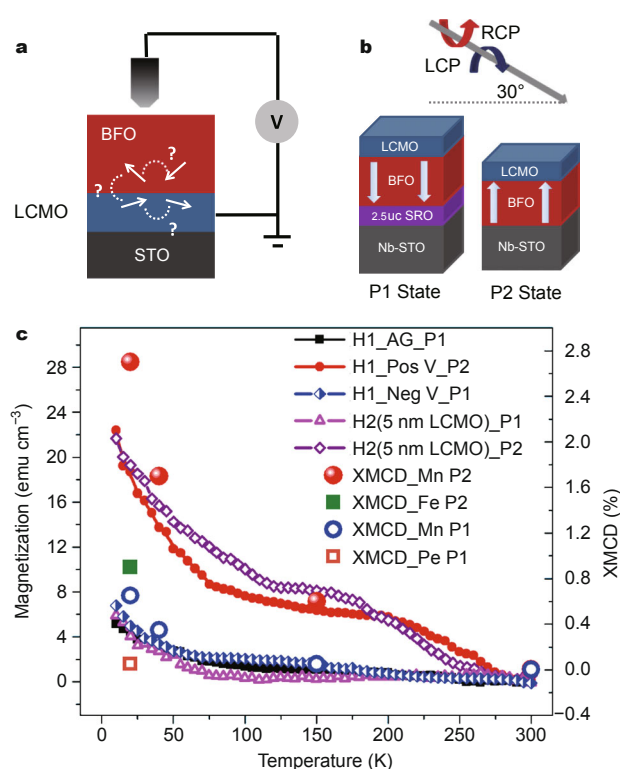 a
BFO
?
?
?
LCMO
STO
V
b
RCP
LCP
30°
LCMO
BFO
2.5uc SRO
Nb-STO
P1 State
LCMO
BFO
Nb-STO
P2 State
c
H1_AG_P1
H1_Pos V_P2
H1_Neg V_P1
H2(5 nm LCMO)_P1
H2(5 nm LCMO)_P2
XMCD_Mn P2
XMCD_Fe P2
XMCD_Mn P1
XMCD_Pe P1
Magnetization (emu cm⁻³)
28
24
20
16
12
8
4
0
XMCD (%)
2.8
2.4
2.0
1.6
1.2
0.8
0.4
0.0
−0.4
0 50 100 150 200 250 300
Temperature (K)